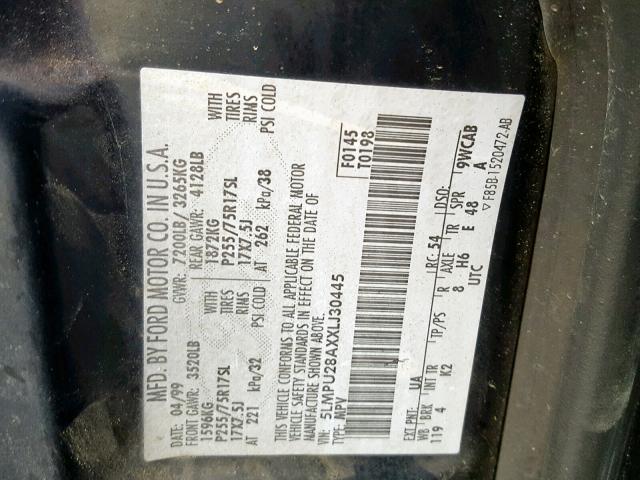 MFD. BY FORD MOTOR CO. IN U.S.A.
DATE: 04/99 GVWR: 7200LB / 3265KG
FRONT GAWR: 3520LB REAR GAWR: 4128LB
1596KG WITH 1872KG WITH
P255/75R17SL TIRES P255/75R17SL TIRES
17X7.5J RIMS 17X7.5J RIMS
AT 221 kPa/32 PSI COLD AT 262 kPa/38 PSI COLD
THIS VEHICLE CONFORMS TO ALL APPLICABLE FEDERAL MOTOR
VEHICLE SAFETY STANDARDS IN EFFECT ON THE DATE OF
MANUFACTURE SHOWN ABOVE.
VIN: 5LMPU28AXXLJ30445
TYPE: MPV
F0145
T0198
EXT PNT: UA RC: 54 DSO:
WB BRK INT TR TP/PS R AXLE TR SPR
119 4 K2 8 H6 E 48 A
9WCAB
UTC
▽ F85B-1520472-AB